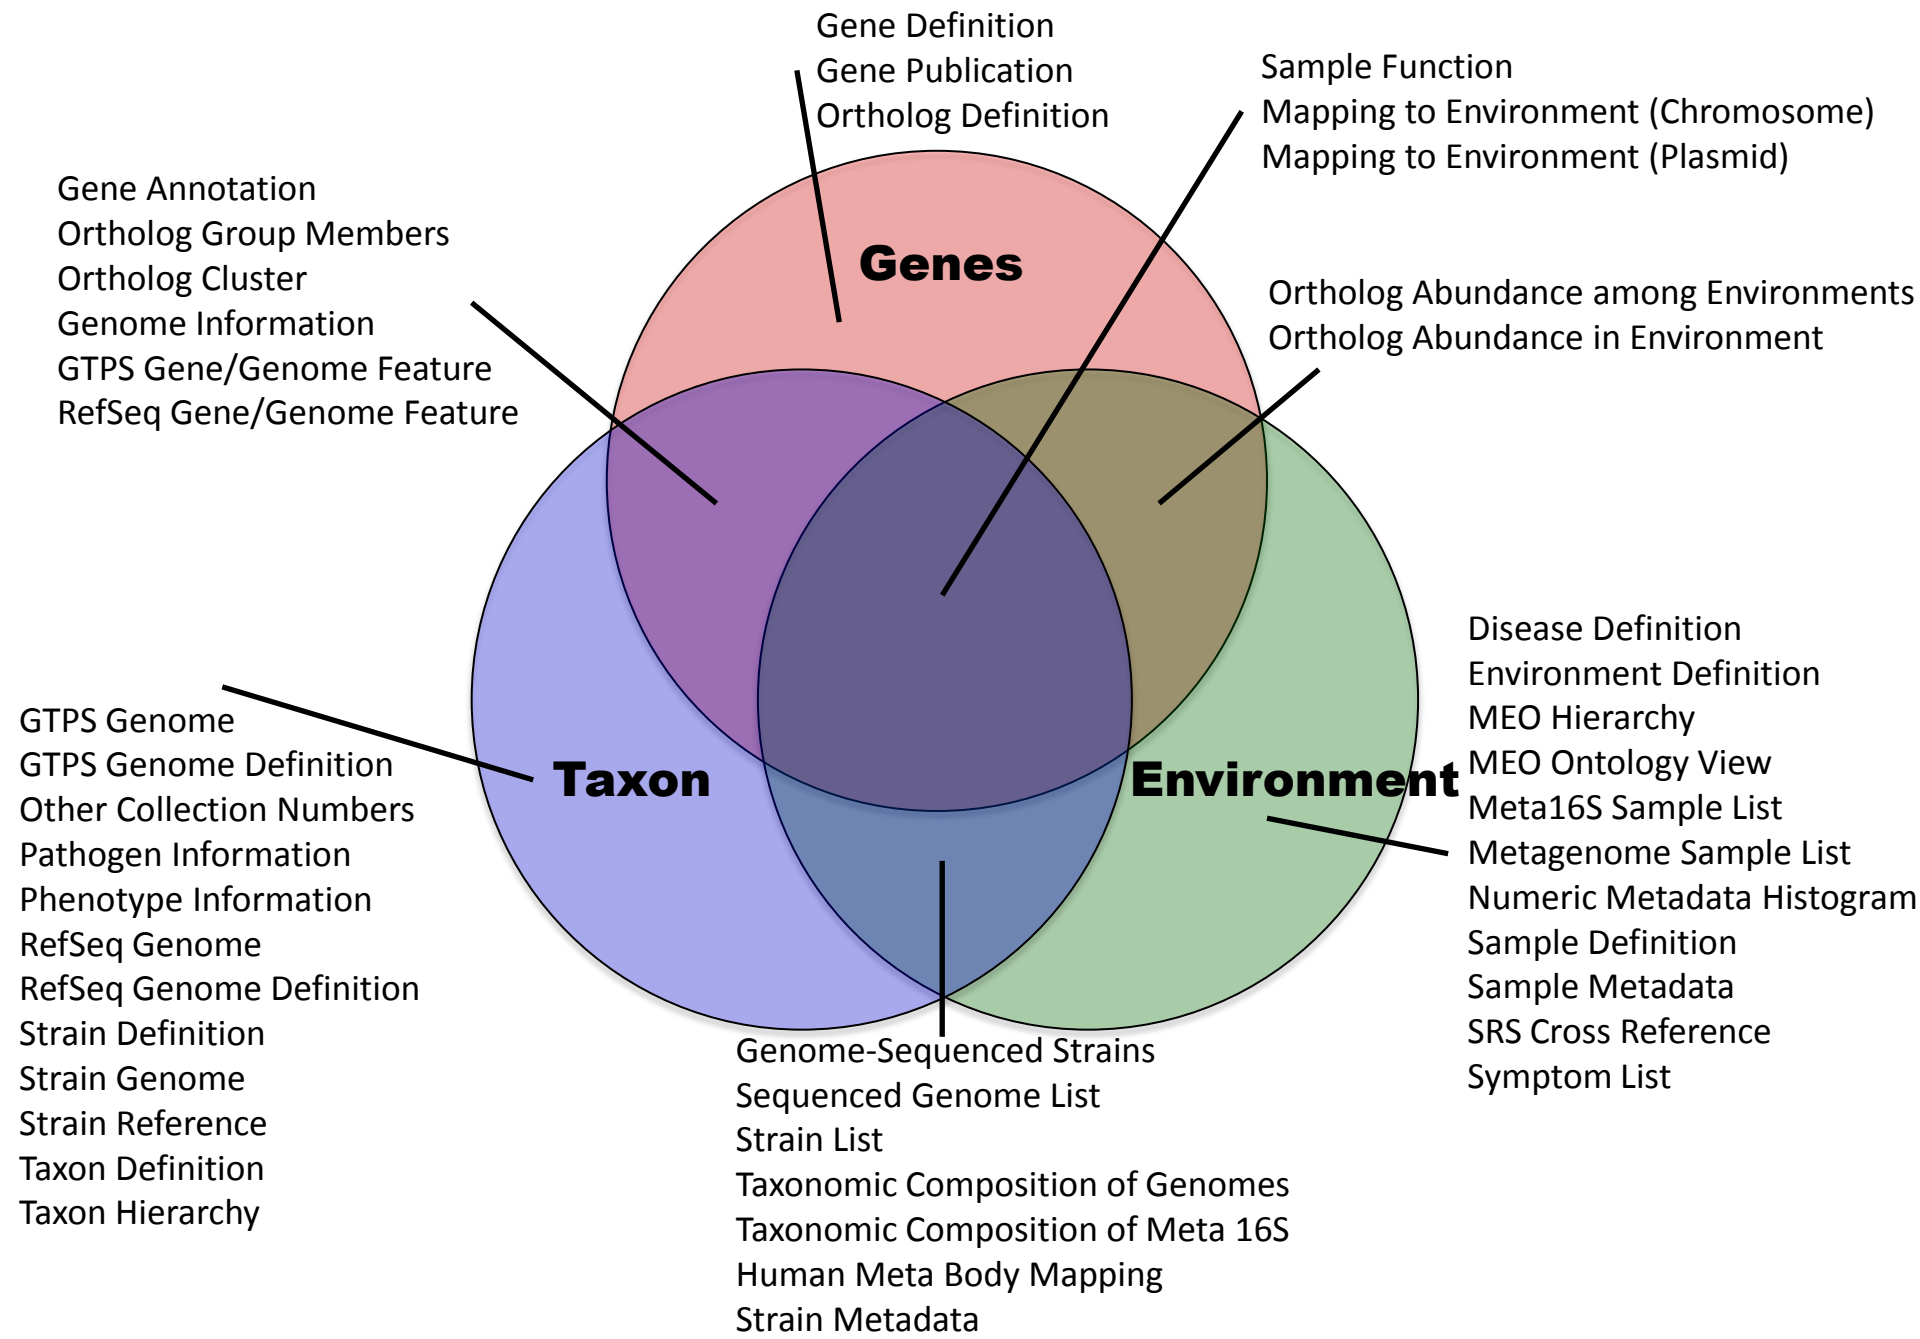 Gene Definition
Gene Publication
Ortholog Definition
Sample Function
Mapping to Environment (Chromosome)
Mapping to Environment (Plasmid)
Gene Annotation
Ortholog Group Members
Ortholog Cluster
Genome Information
GTPS Gene/Genome Feature
RefSeq Gene/Genome Feature
Genes
Ortholog Abundance among Environments
Ortholog Abundance in Environment
Taxon
Environment
GTPS Genome
GTPS Genome Definition
Other Collection Numbers
Pathogen Information
Phenotype Information
RefSeq Genome
RefSeq Genome Definition
Strain Definition
Strain Genome
Strain Reference
Taxon Definition
Taxon Hierarchy
Genome-Sequenced Strains
Sequenced Genome List
Strain List
Taxonomic Composition of Genomes
Taxonomic Composition of Meta 16S
Human Meta Body Mapping
Strain Metadata
Disease Definition
Environment Definition
MEO Hierarchy
MEO Ontology View
Meta16S Sample List
Metagenome Sample List
Numeric Metadata Histogram
Sample Definition
Sample Metadata
SRS Cross Reference
Symptom List